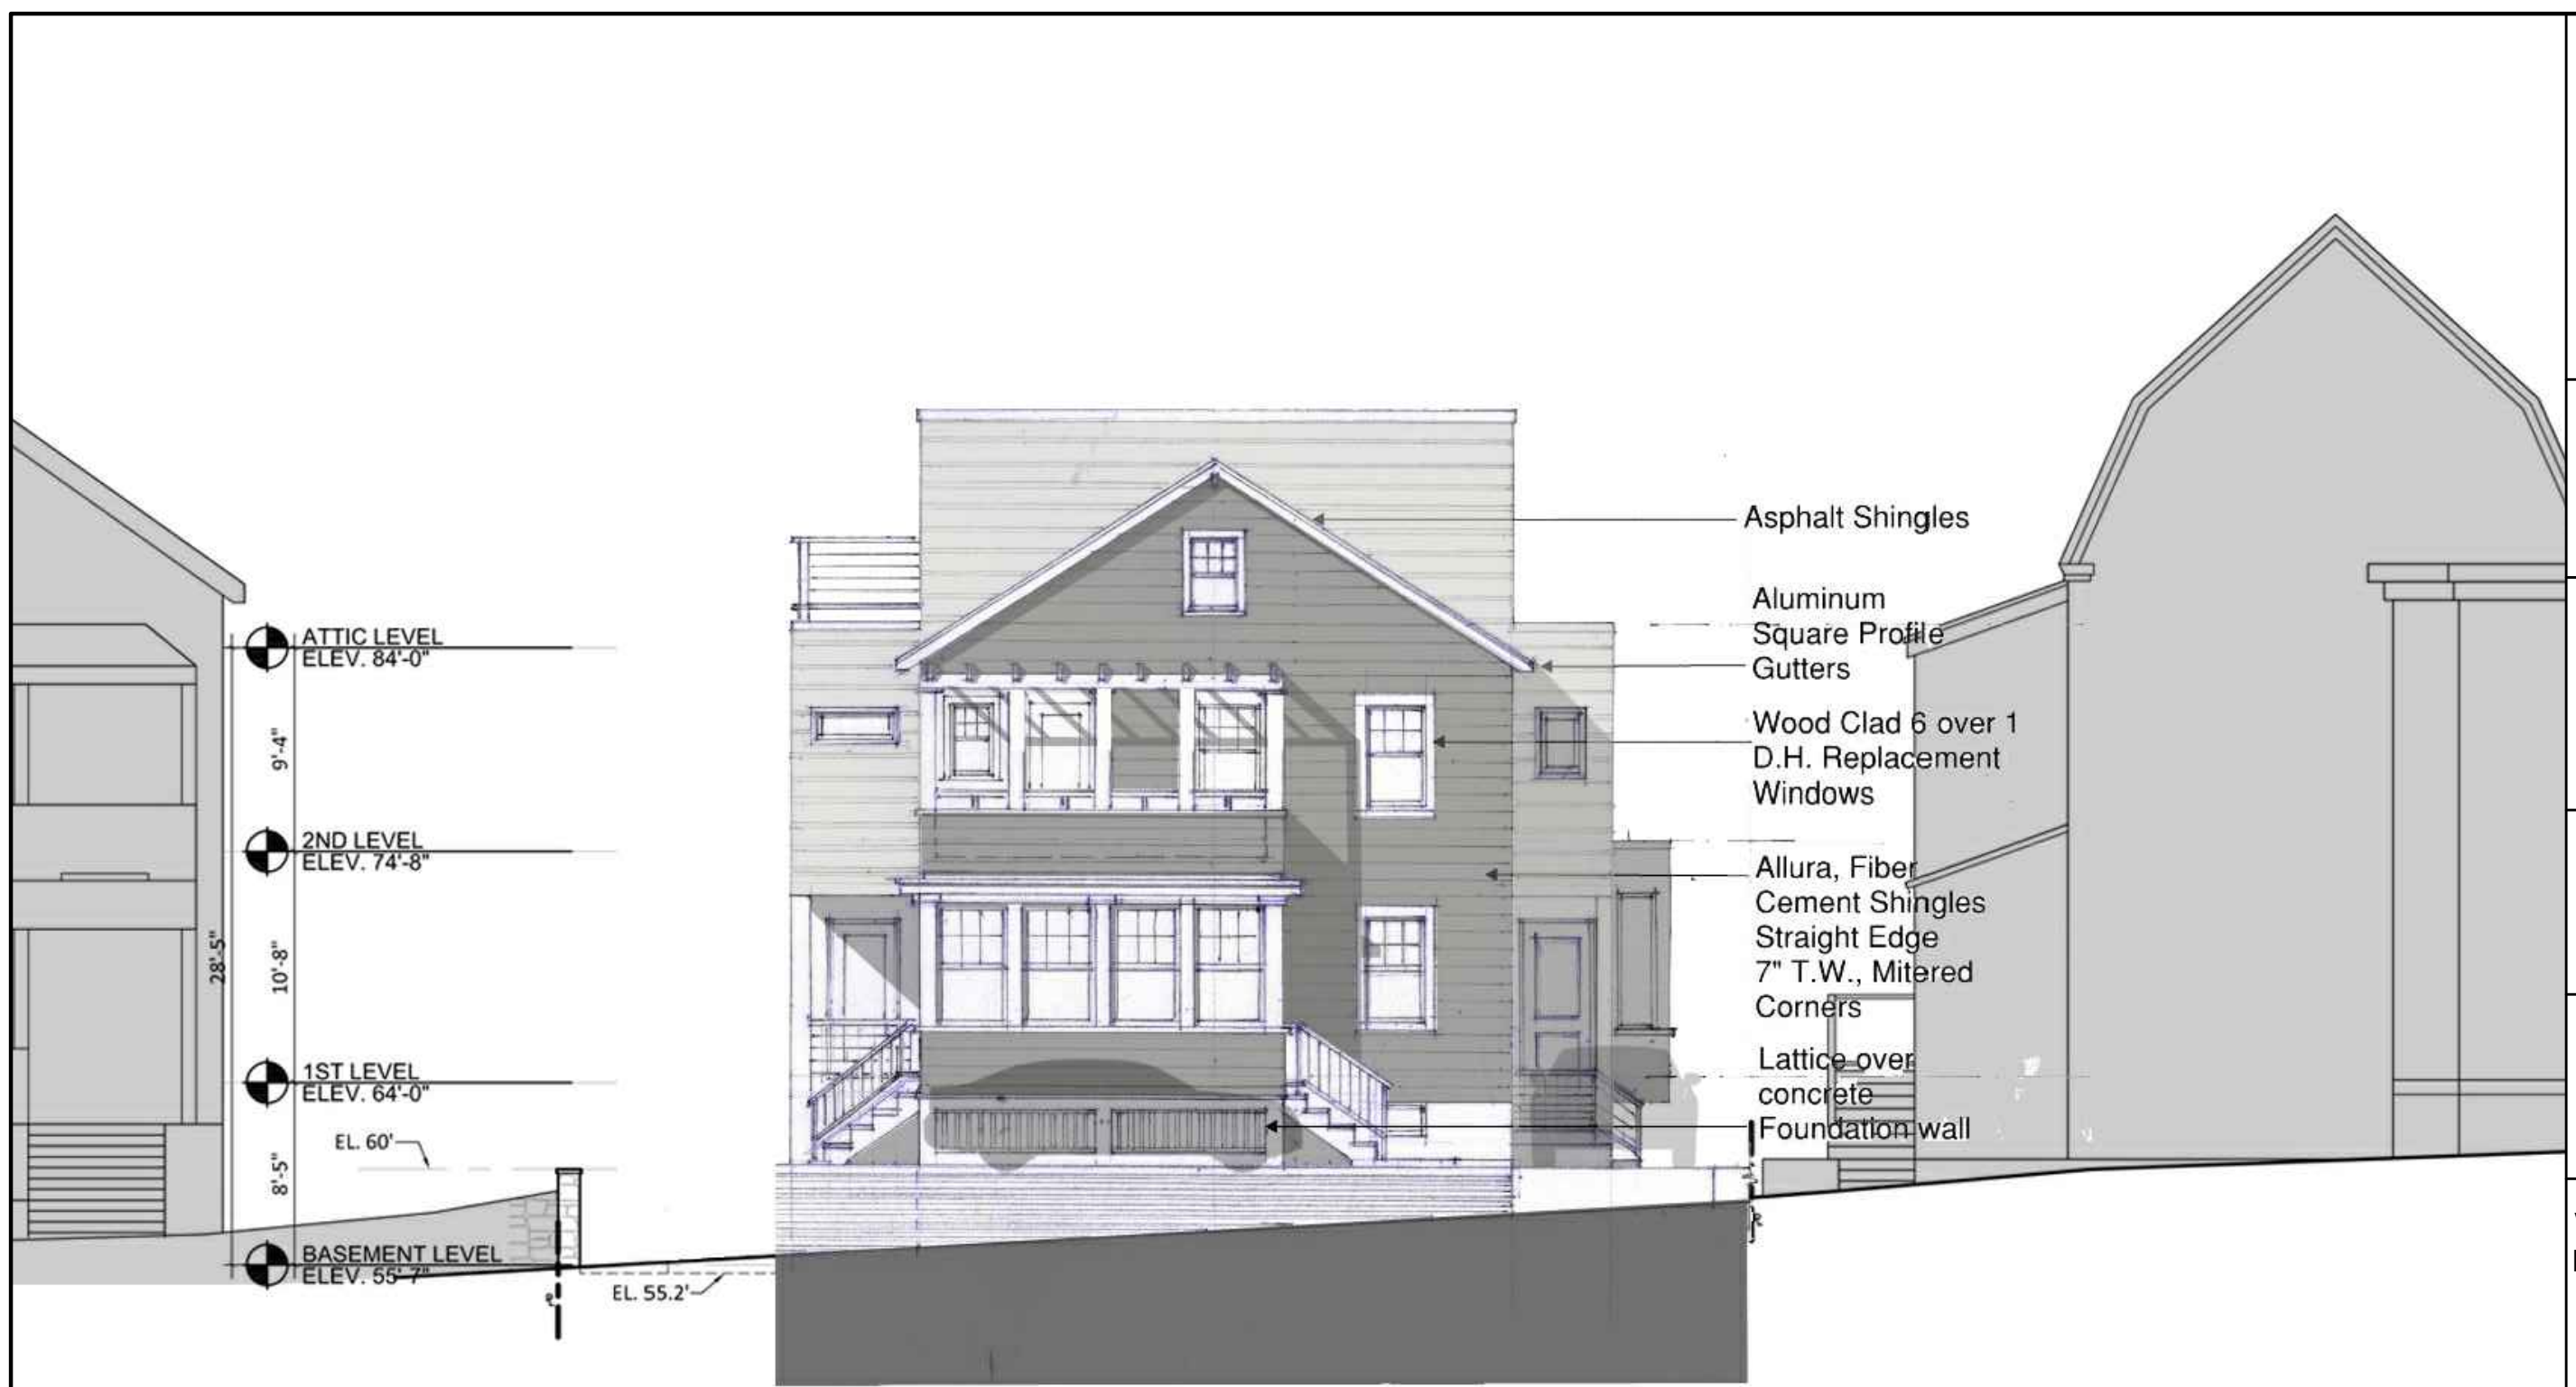 Asphalt Shingles
Aluminum
Square Profile
Gutters
Wood Clad 6 over 1
D.H. Replacement
Windows
Allura, Fiber
Cement Shingles
Straight Edge
7" T.W., Mitered
Corners
Lattice over
concrete
Foundation wall
ATTIC LEVEL
ELEV. 84'-0"
9'-4"
2ND LEVEL
ELEV. 74'-8"
28'-5"
10'-8"
1ST LEVEL
ELEV. 64'-0"
EL. 60'
8'-5"
BASEMENT LEVEL
ELEV. 55'-7"
EL. 55.2'